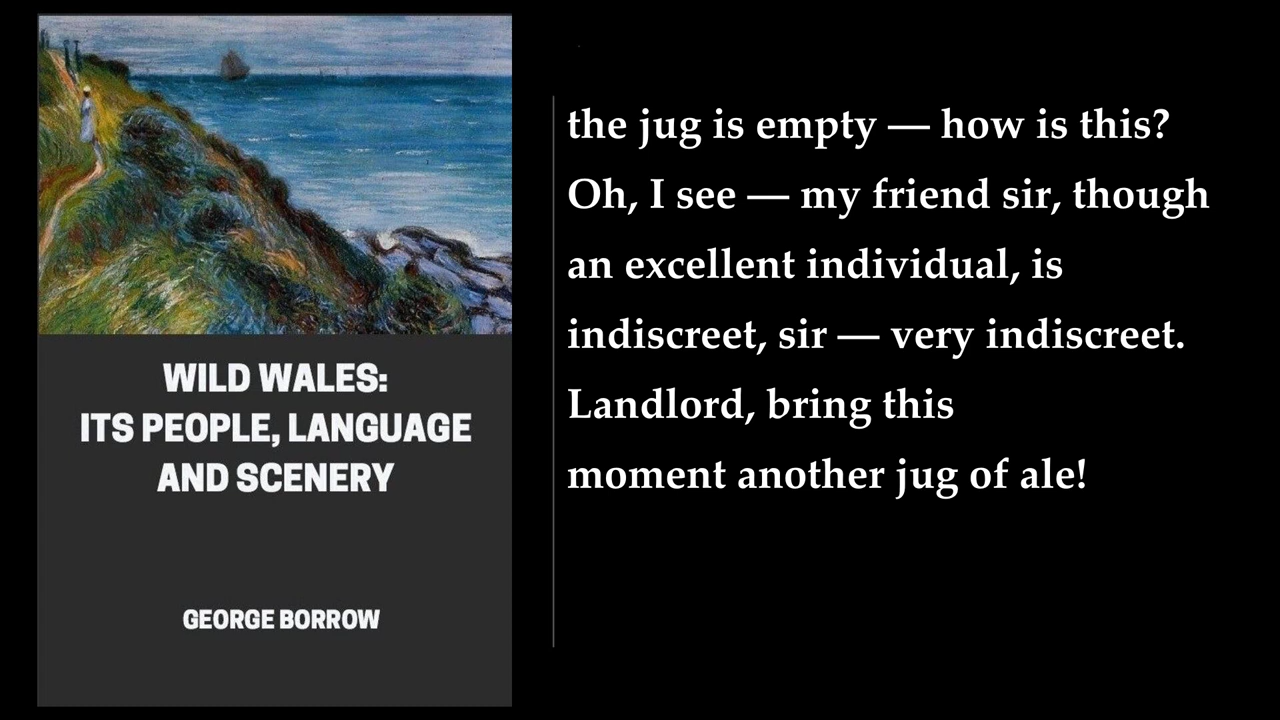 WILD WALES:
ITS PEOPLE, LANGUAGE
AND SCENERY
GEORGE BORROW
the jug is empty — how is this?
Oh, I see — my friend sir, though
an excellent individual, is
indiscreet, sir — very indiscreet.
Landlord, bring this
moment another jug of ale!